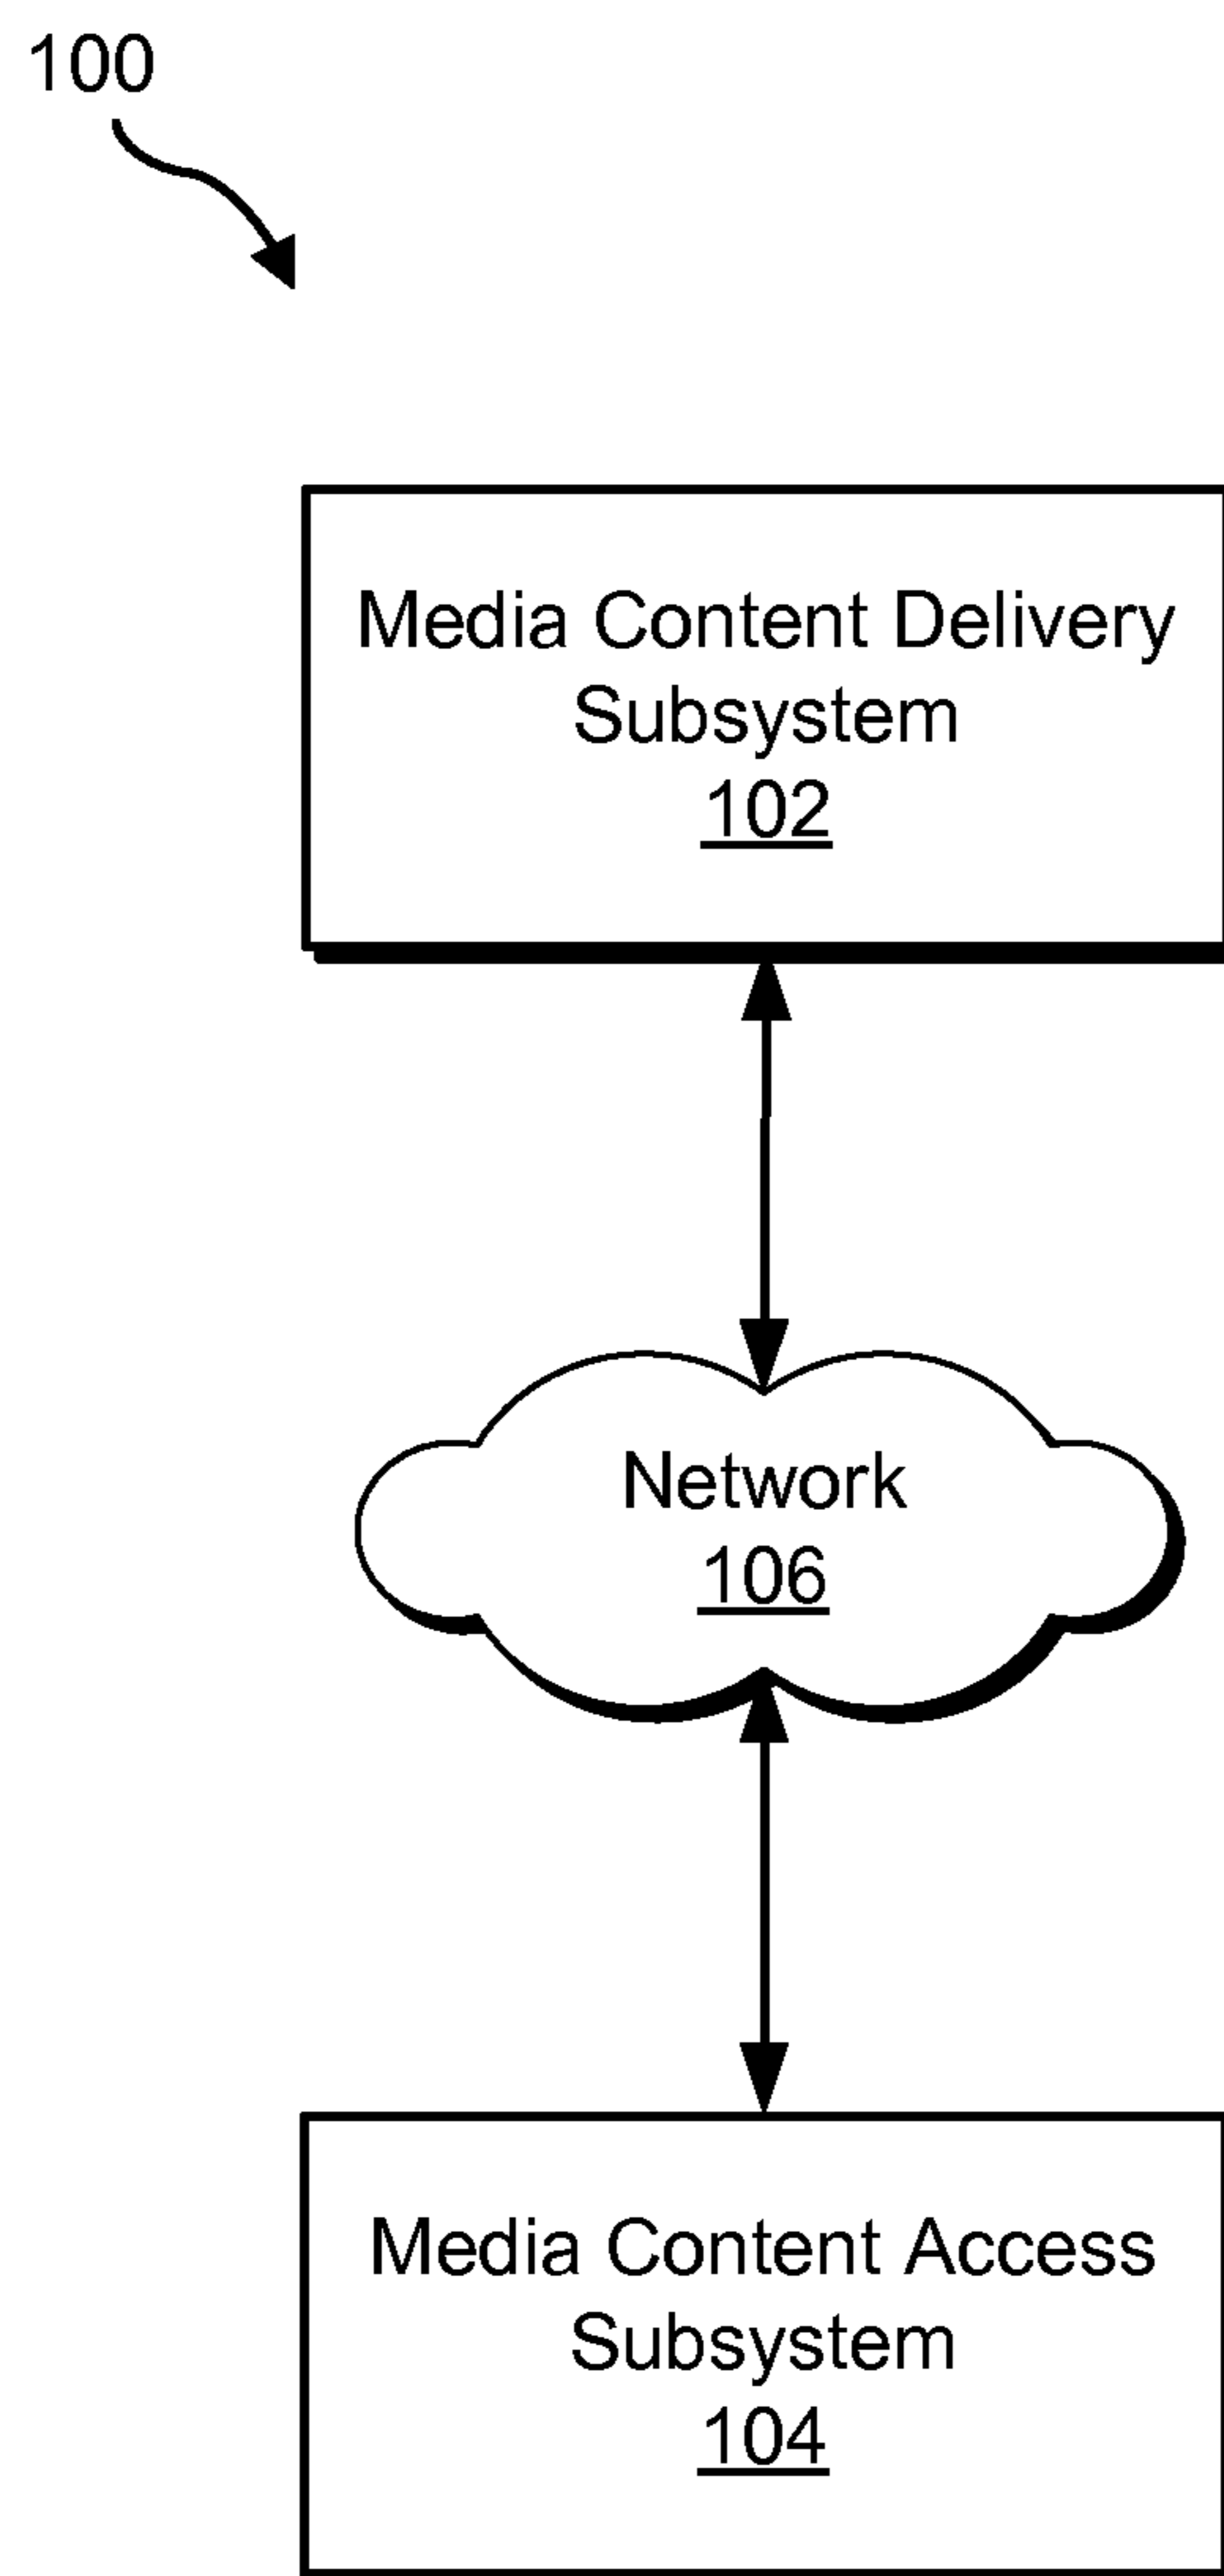 100
Media Content Delivery
Subsystem
102
Network
106
Media Content Access
Subsystem
104